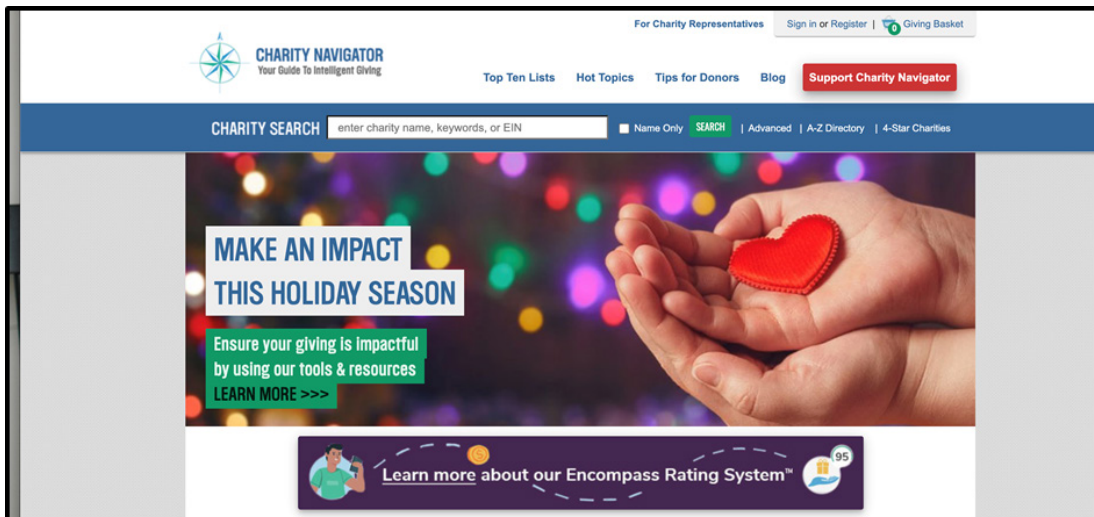 For Charity Representatives
Sign in or Register | 0 Giving Basket
CHARITY NAVIGATOR
Your Guide To Intelligent Giving
Top Ten Lists Hot Topics Tips for Donors Blog Support Charity Navigator
CHARITY SEARCH enter charity name, keywords, or EIN Name Only SEARCH | Advanced | A-Z Directory | 4-Star Charities
MAKE AN IMPACT
THIS HOLIDAY SEASON
Ensure your giving is impactful
by using our tools & resources
LEARN MORE >>>
Learn more about our Encompass Rating System™
95